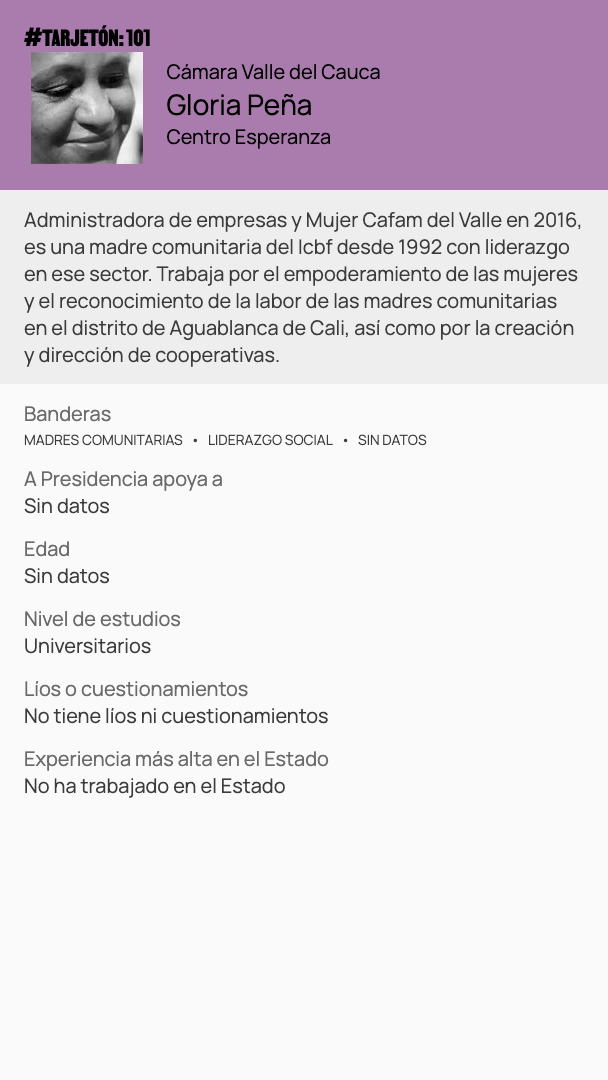 #TARJETÓN: 101
Cámara Valle del Cauca
Gloria Peña
Centro Esperanza
Administradora de empresas y Mujer Cafam del Valle en 2016,
es una madre comunitaria del Icbf desde 1992 con liderazgo
en ese sector. Trabaja por el empoderamiento de las mujeres
y el reconocimiento de la labor de las madres comunitarias
en el distrito de Aguablanca de Cali, así como por la creación
y dirección de cooperativas.
Banderas
MADRES COMUNITARIAS • LIDERAZGO SOCIAL • SIN DATOS
A Presidencia apoya a
Sin datos
Edad
Sin datos
Nivel de estudios
Universitarios
Líos o cuestionamientos
No tiene líos ni cuestionamientos
Experiencia más alta en el Estado
No ha trabajado en el Estado